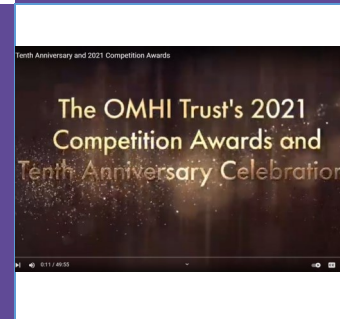 Tenth Anniversary and 2021 Competition Awards
The OMHI Trust's 2021
Competition Awards and
Tenth Anniversary Celebration
0:11 / 49:55